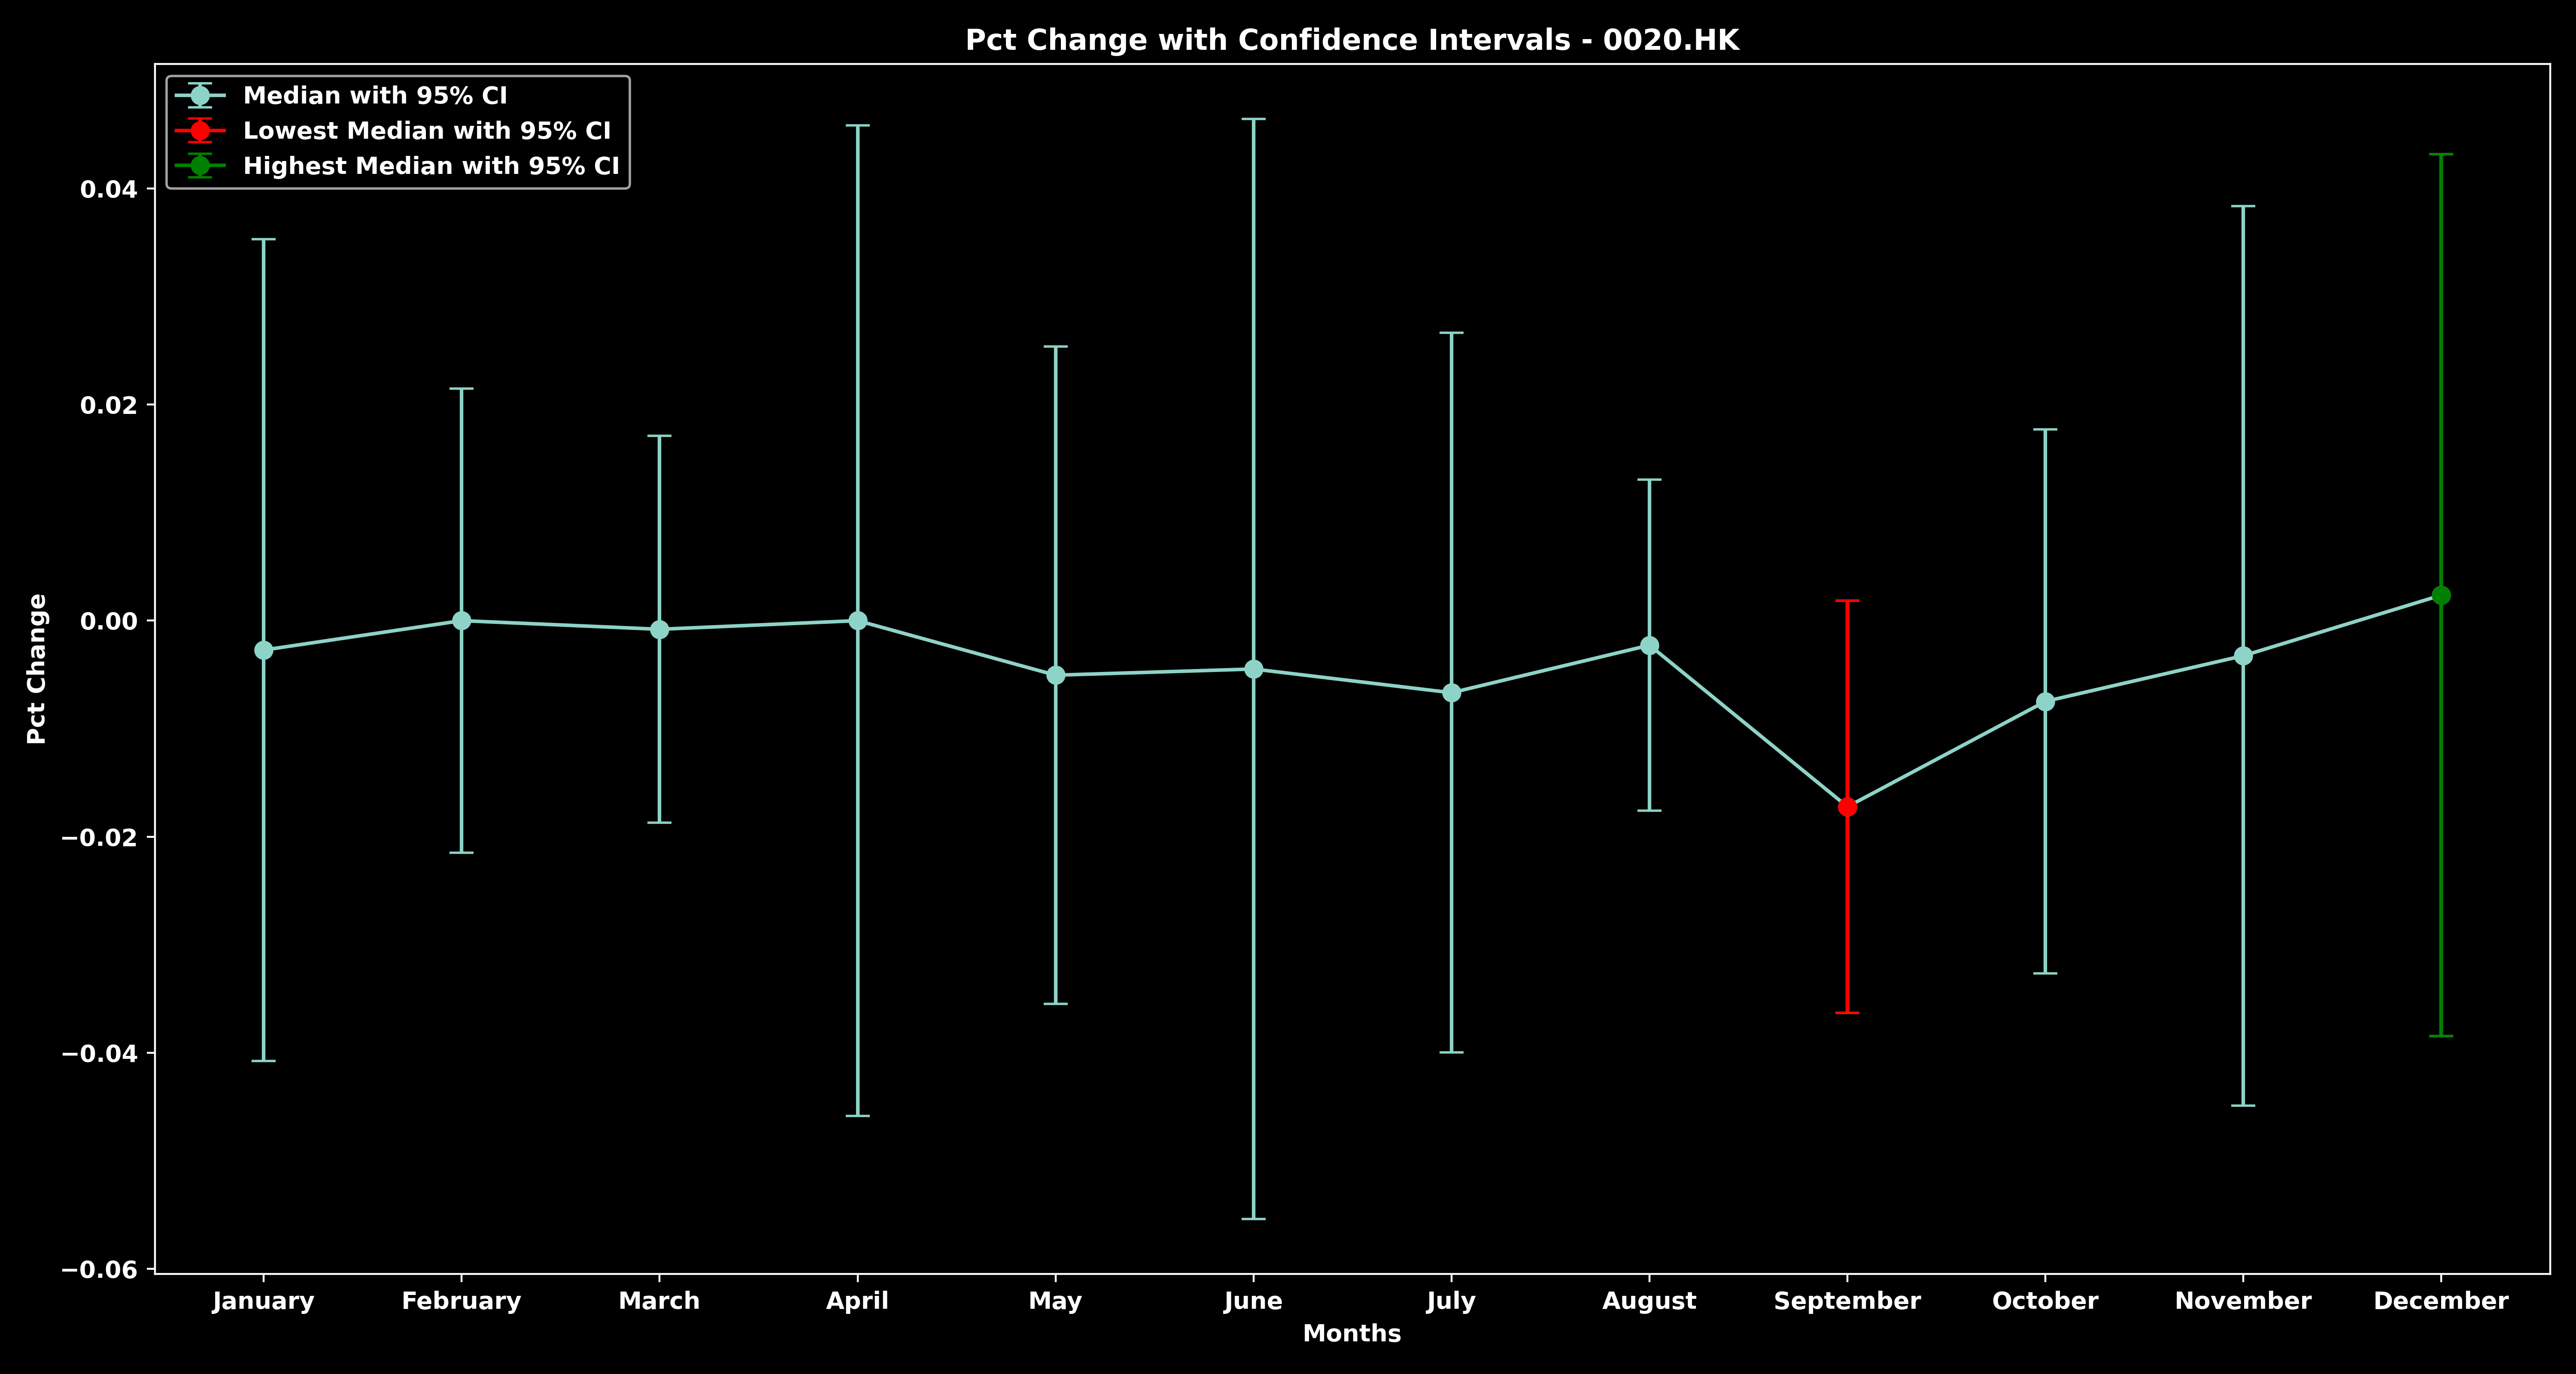 Pct Change with Confidence Intervals - 0020.HK
Median with 95% CI
Lowest Median with 95% CI
Highest Median with 95% CI
0.04
0.02
0.00
−0.02
−0.04
−0.06
Pct Change
January February March April May June July August September October November December
Months